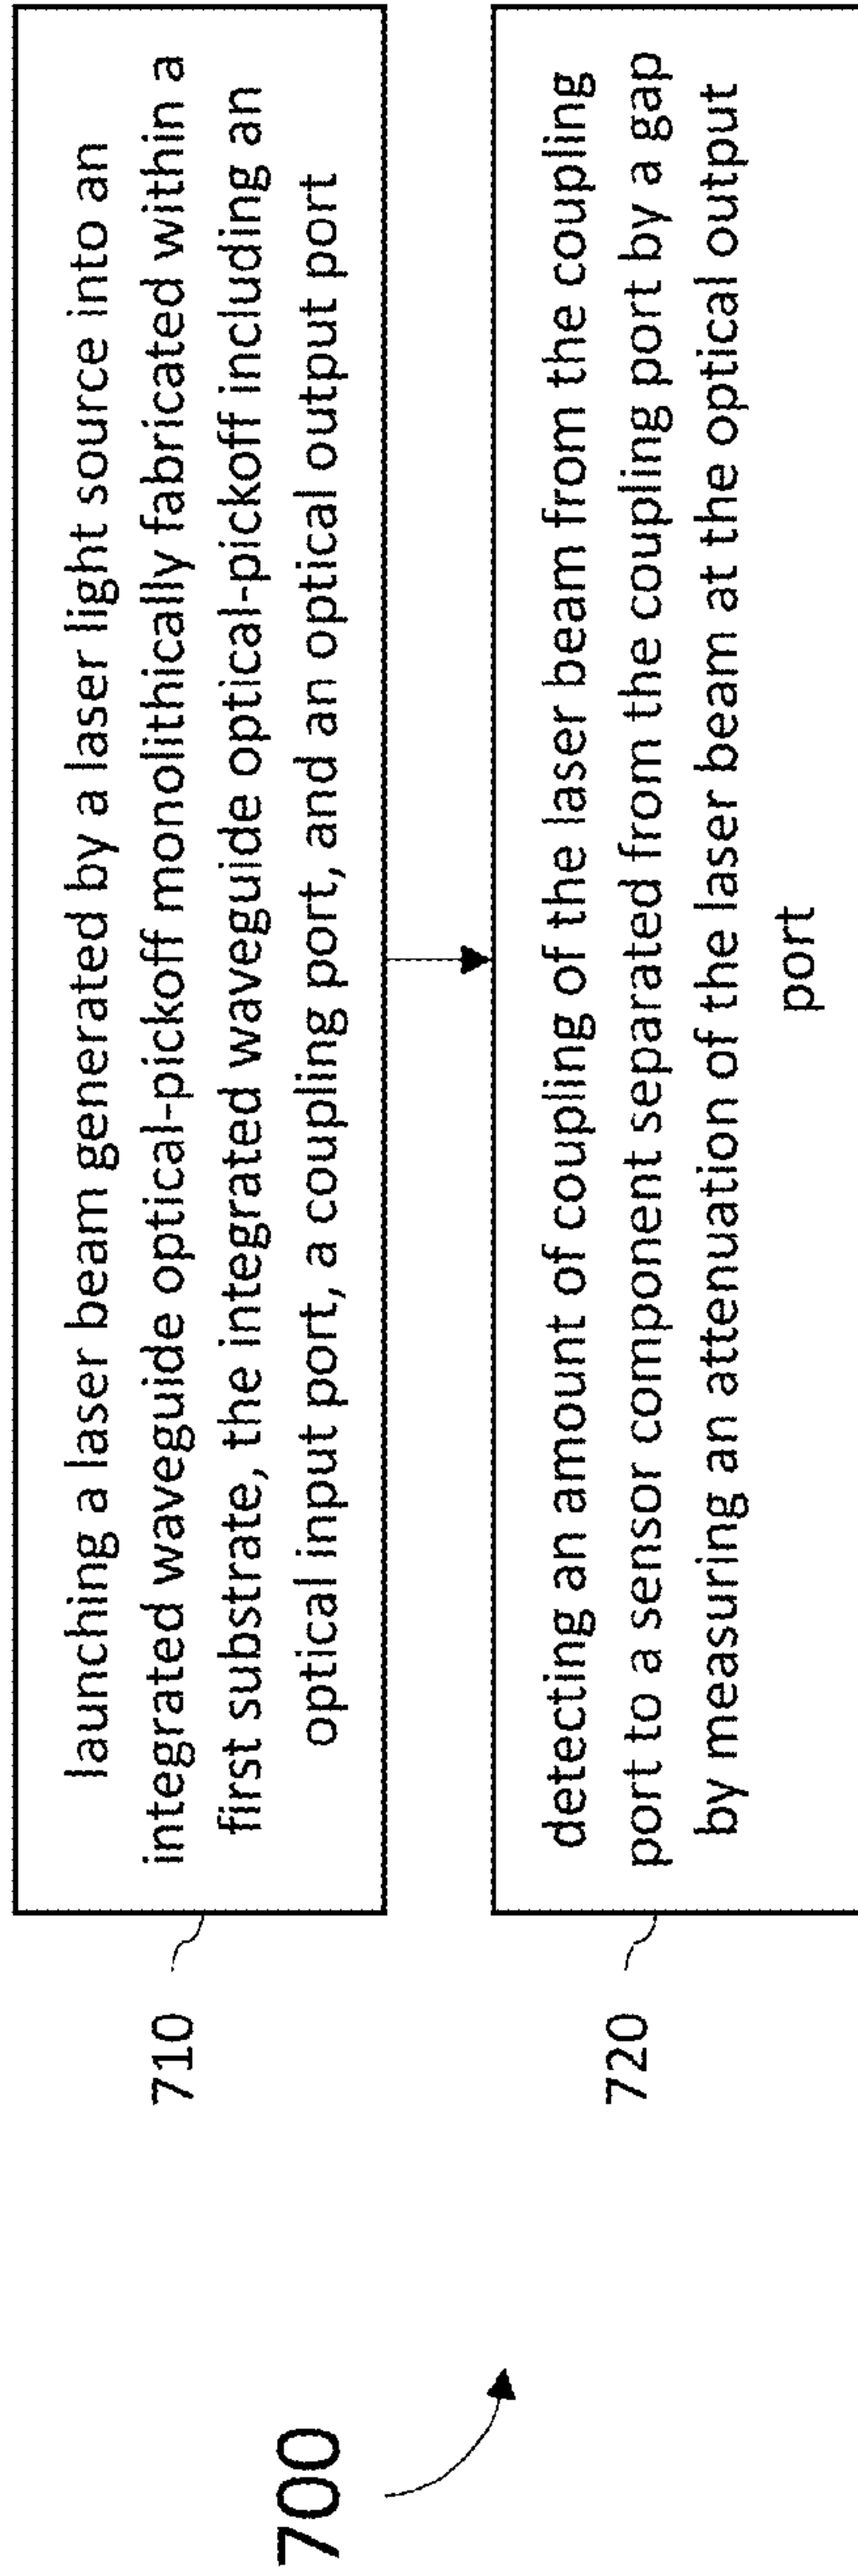 700
710
launching a laser beam generated by a laser light source into an
integrated waveguide optical-pickoff monolithically fabricated within a
first substrate, the integrated waveguide optical-pickoff including an
optical input port, a coupling port, and an optical output port
720
detecting an amount of coupling of the laser beam from the coupling
port to a sensor component separated from the coupling port by a gap
by measuring an attenuation of the laser beam at the optical output
port